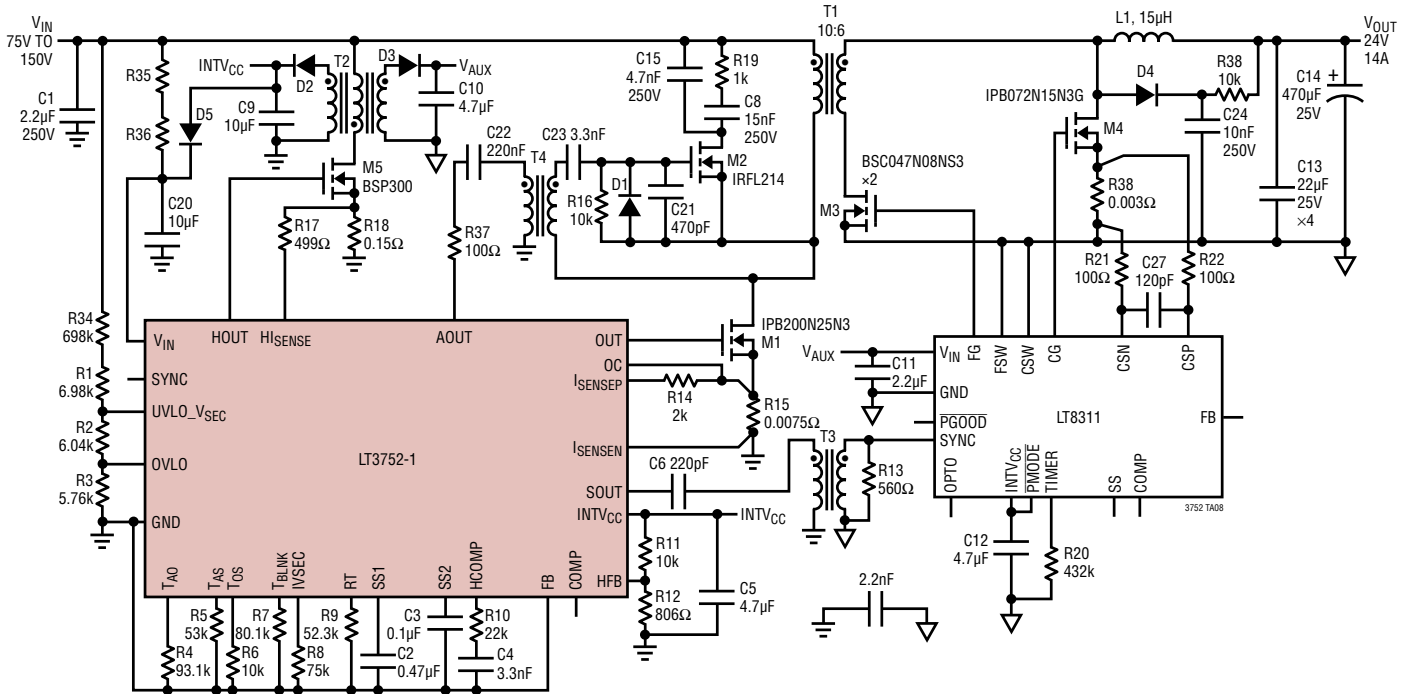 VIN
75V TO
150V
C1
2.2µF
250V
R35
R36
C20
10µF
INTVCC
D2
D5
C9
10µF
T2
D3
VAUX
C10
4.7µF
M5
BSP300
R17
499Ω
R18
0.15Ω
C22
220nF
T4
R37
100Ω
C23 3.3nF
R16
10k
D1
C21
470pF
C15
4.7nF
250V
R19
1k
C8
15nF
250V
M2
IRFL214
T1
10:6
L1, 15µH
VOUT
24V
14A
IPB072N15N3G
D4
R38
10k
C14
470µF
25V
+
M4
C24
10nF
250V
BSC047N08NS3
×2
M3
R38
0.003Ω
C13
22µF
25V
×4
R21
100Ω
C27
120pF
R22
100Ω
R34
698k
R1
6.98k
R2
6.04k
R3
5.76k
VIN
SYNC
UVLO_VSEC
OVLO
GND
HOUT
HISENSE
AOUT
LT3752-1
OUT
OC
ISENSEP
ISENSEN
SOUT
INTVCC
HFB
TAO
TAS
TOS
TBLNK
IVSEC
RT
SS1
SS2
HCOMP
FB
COMP
IPB200N25N3
M1
R14
2k
R15
0.0075Ω
C6 220pF
T3
R13
560Ω
INTVCC
R11
10k
R12
806Ω
C5
4.7µF
R5
53k
R4
93.1k
R6
10k
R7
80.1k
R8
75k
R9
52.3k
C2
0.47µF
C3
0.1µF
R10
22k
C4
3.3nF
2.2nF
VAUX
C11
2.2µF
VIN
GND
PGOOD
SYNC
FG
FSW
CSW
CG
CSN
CSP
LT8311
FB
OPTO
INTVCC
PMODE
TIMER
SS
COMP
3752 TA08
C12
4.7µF
R20
432k